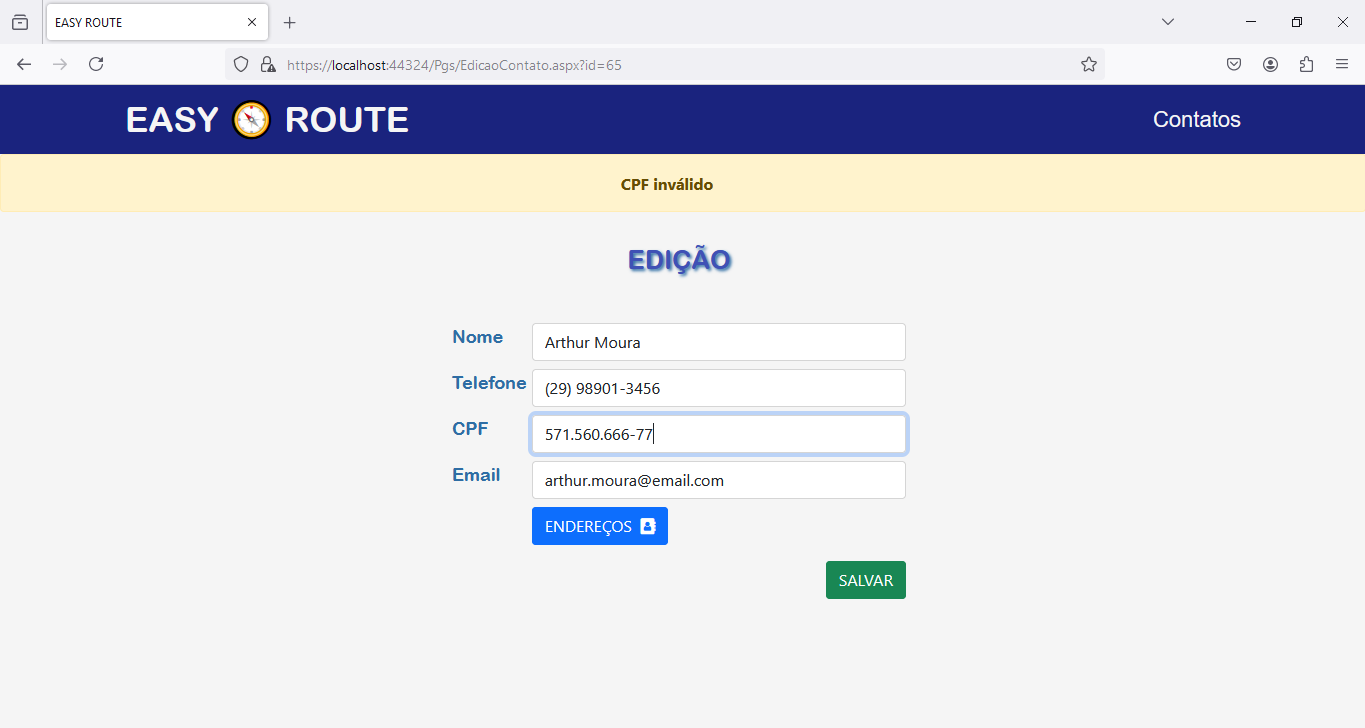 EASY ROUTE
https://localhost:44324/Pgs/EdicaoContato.aspx?id=65
EASY ROUTE
Contatos
CPF inválido
EDIÇÃO
Nome
Arthur Moura
Telefone
(29) 98901-3456
CPF
571.560.666-77
Email
arthur.moura@email.com
ENDEREÇOS
SALVAR